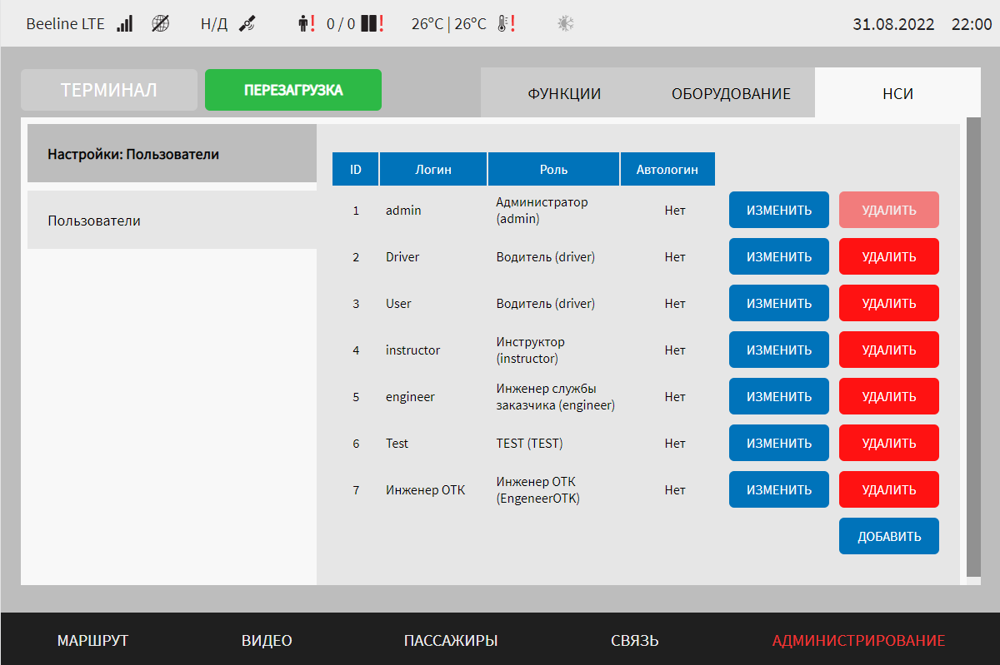 Beeline LTE Н/Д 0 / 0 26°C | 26°C 31.08.2022 22:00
ТЕРМИНАЛ ПЕРЕЗАГРУЗКА ФУНКЦИИ ОБОРУДОВАНИЕ НСИ
Настройки: Пользователи
Пользователи
ID Логин Роль Автологин
1 admin Администратор (admin) Нет ИЗМЕНИТЬ УДАЛИТЬ
2 Driver Водитель (driver) Нет ИЗМЕНИТЬ УДАЛИТЬ
3 User Водитель (driver) Нет ИЗМЕНИТЬ УДАЛИТЬ
4 instructor Инструктор (instructor) Нет ИЗМЕНИТЬ УДАЛИТЬ
5 engineer Инженер службы заказчика (engineer) Нет ИЗМЕНИТЬ УДАЛИТЬ
6 Test TEST (TEST) Нет ИЗМЕНИТЬ УДАЛИТЬ
7 Инженер ОТК Инженер ОТК (EngeneerOTK) Нет ИЗМЕНИТЬ УДАЛИТЬ
ДОБАВИТЬ
МАРШРУТ ВИДЕО ПАССАЖИРЫ СВЯЗЬ АДМИНИСТРИРОВАНИЕ